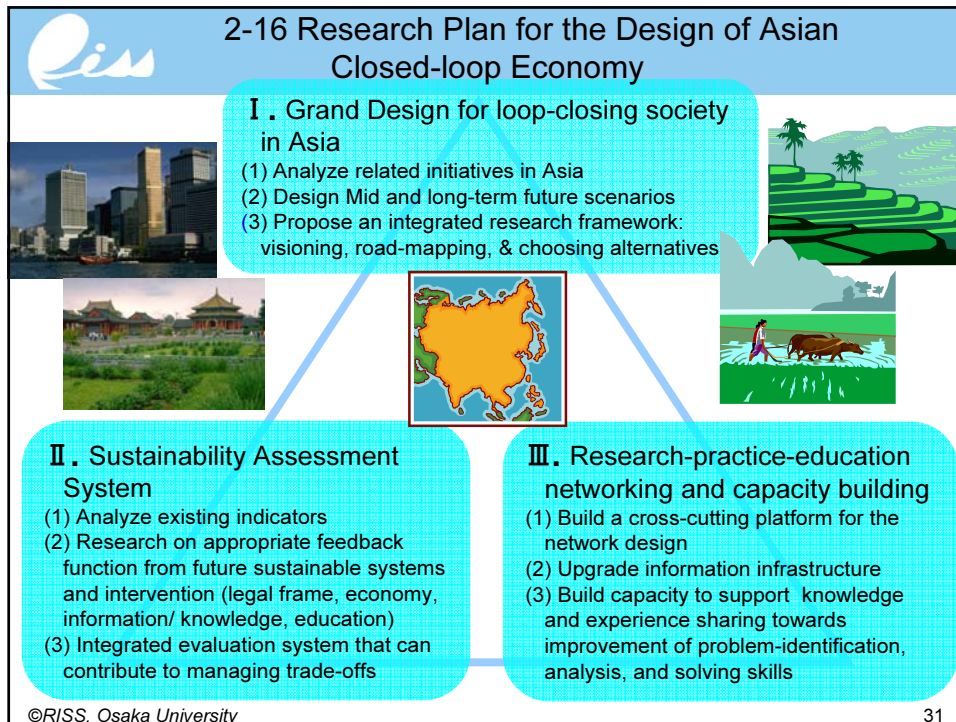 Riss
2-16 Research Plan for the Design of Asian
Closed-loop Economy
Ⅰ. Grand Design for loop-closing society
in Asia
(1) Analyze related initiatives in Asia
(2) Design Mid and long-term future scenarios
(3) Propose an integrated research framework:
visioning, road-mapping, & choosing alternatives
Ⅱ. Sustainability Assessment
System
(1) Analyze existing indicators
(2) Research on appropriate feedback
function from future sustainable systems
and intervention (legal frame, economy,
information/ knowledge, education)
(3) Integrated evaluation system that can
contribute to managing trade-offs
Ⅲ. Research-practice-education
networking and capacity building
(1) Build a cross-cutting platform for the
network design
(2) Upgrade information infrastructure
(3) Build capacity to support knowledge
and experience sharing towards
improvement of problem-identification,
analysis, and solving skills
©RISS, Osaka University
31